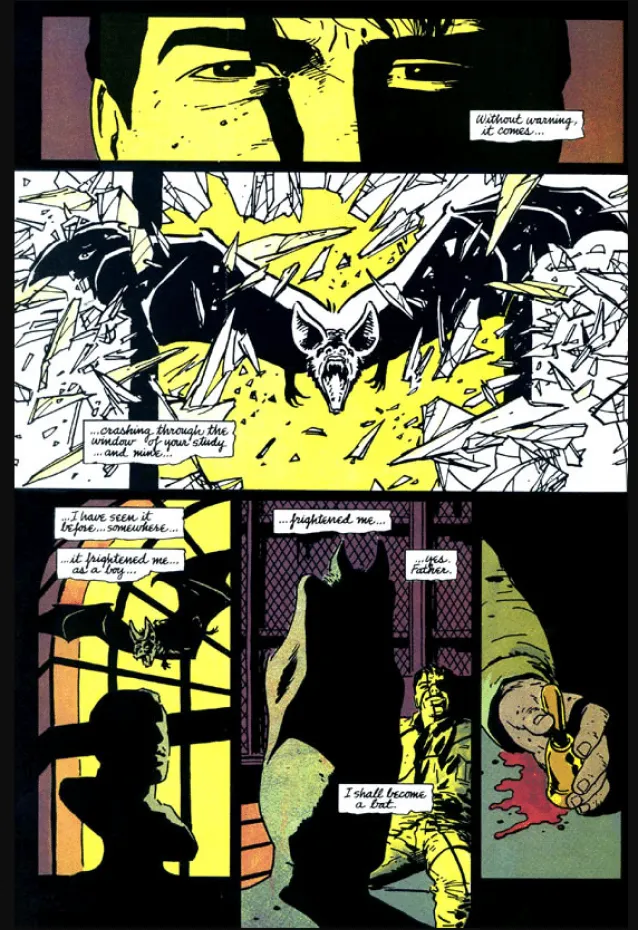 Without warning,
it comes...
...crashing through the
window of your study
...and mine...
...I have seen it
before...somewhere...
...it frightened me...
as a boy...
...frightened me...
...yes.
Father.
I shall become
a bat.